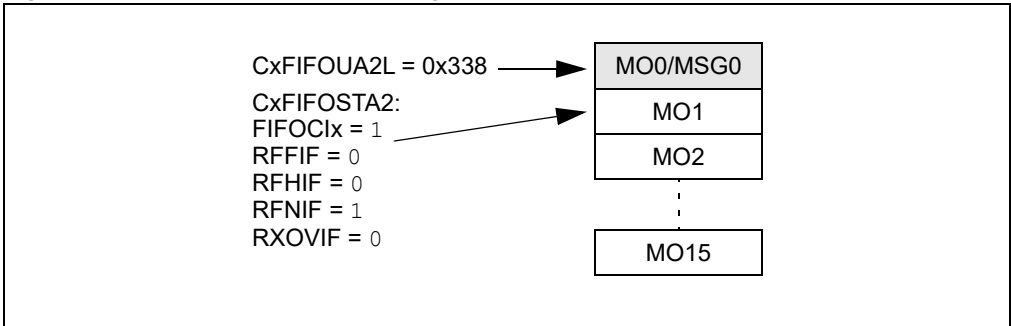 CxFIFOUA2L = 0x338
CxFIFOSTA2:
FIFOCIx = 1
RFFIF = 0
RFHIF = 0
RFNIF = 1
RXOVIF = 0
MO0/MSG0
MO1
MO2
MO15